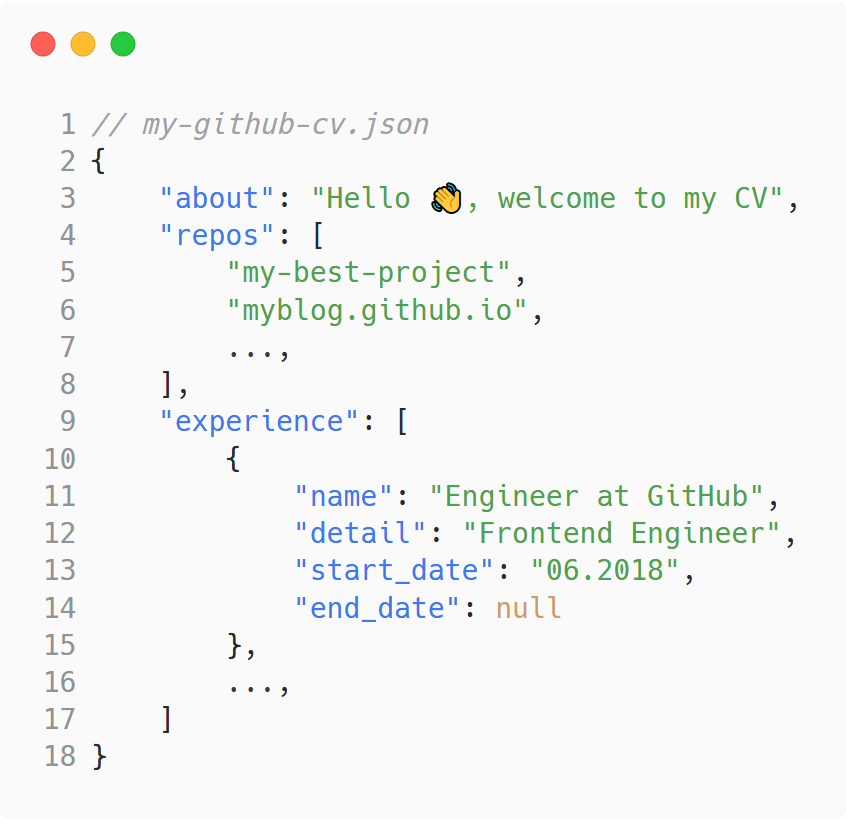 1 // my-github-cv.json
2 {
3     "about": "Hello 👋, welcome to my CV",
4     "repos": [
5         "my-best-project",
6         "myblog.github.io",
7         ...,
8     ],
9     "experience": [
10         {
11             "name": "Engineer at GitHub",
12             "detail": "Frontend Engineer",
13             "start_date": "06.2018",
14             "end_date": null
15         },
16         ...,
17     ]
18 }